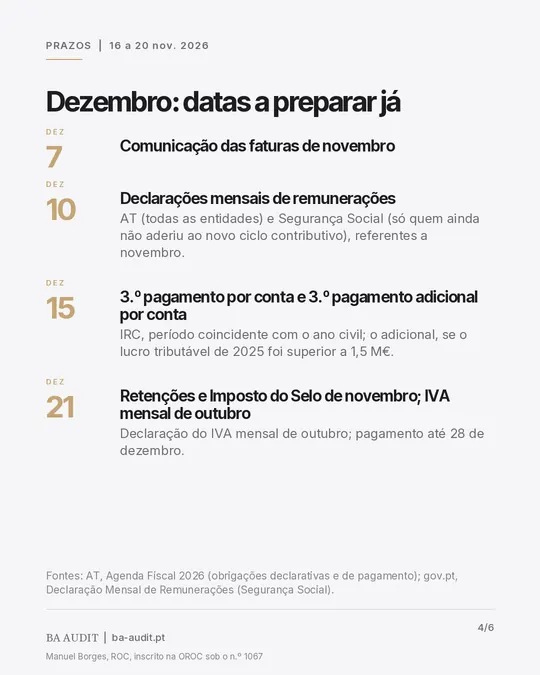 PRAZOS | 16 a 20 nov. 2026
Dezembro: datas a preparar já
DEZ
7
Comunicação das faturas de novembro
DEZ
10
Declarações mensais de remunerações
AT (todas as entidades) e Segurança Social (só quem ainda
não aderiu ao novo ciclo contributivo), referentes a
novembro.
DEZ
15
3.º pagamento por conta e 3.º pagamento adicional
por conta
IRC, período coincidente com o ano civil; o adicional, se o
lucro tributável de 2025 foi superior a 1,5 M€.
DEZ
21
Retenções e Imposto do Selo de novembro; IVA
mensal de outubro
Declaração do IVA mensal de outubro; pagamento até 28 de
dezembro.
Fontes: AT, Agenda Fiscal 2026 (obrigações declarativas e de pagamento); gov.pt,
Declaração Mensal de Remunerações (Segurança Social).
4/6
BA AUDIT | ba-audit.pt
Manuel Borges, ROC, inscrito na OROC sob o n.º 1067